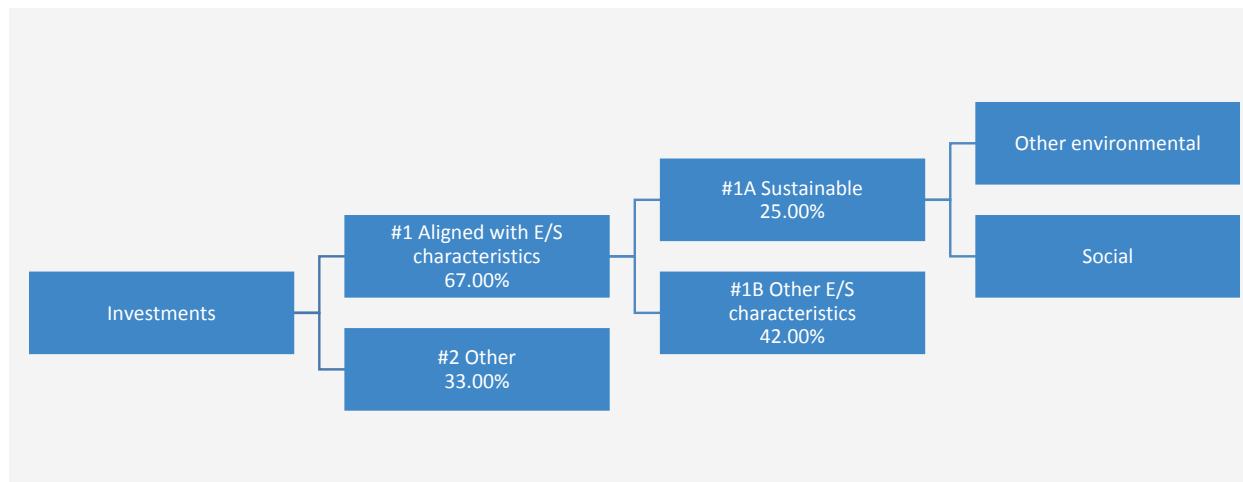 Investments
#1 Aligned with E/S
characteristics
67.00%
#2 Other
33.00%
#1A Sustainable
25.00%
#1B Other E/S
characteristics
42.00%
Other environmental
Social